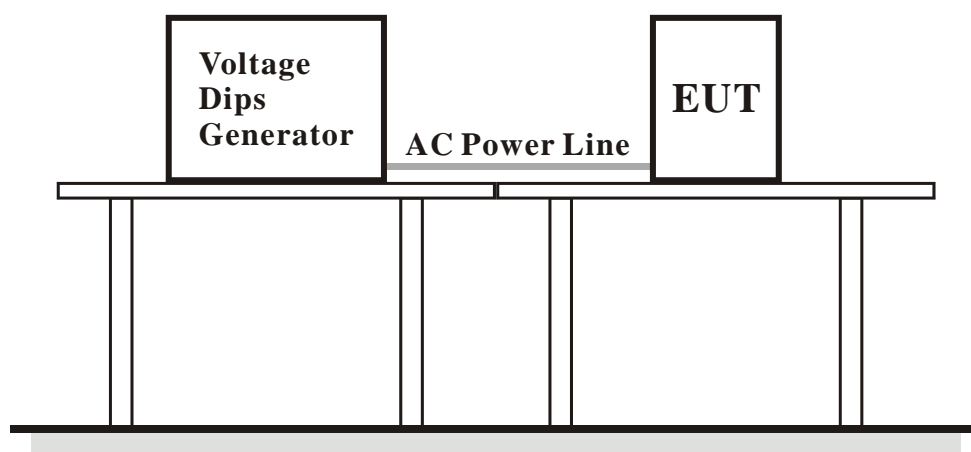 Voltage
Dips
Generator
AC Power Line
EUT